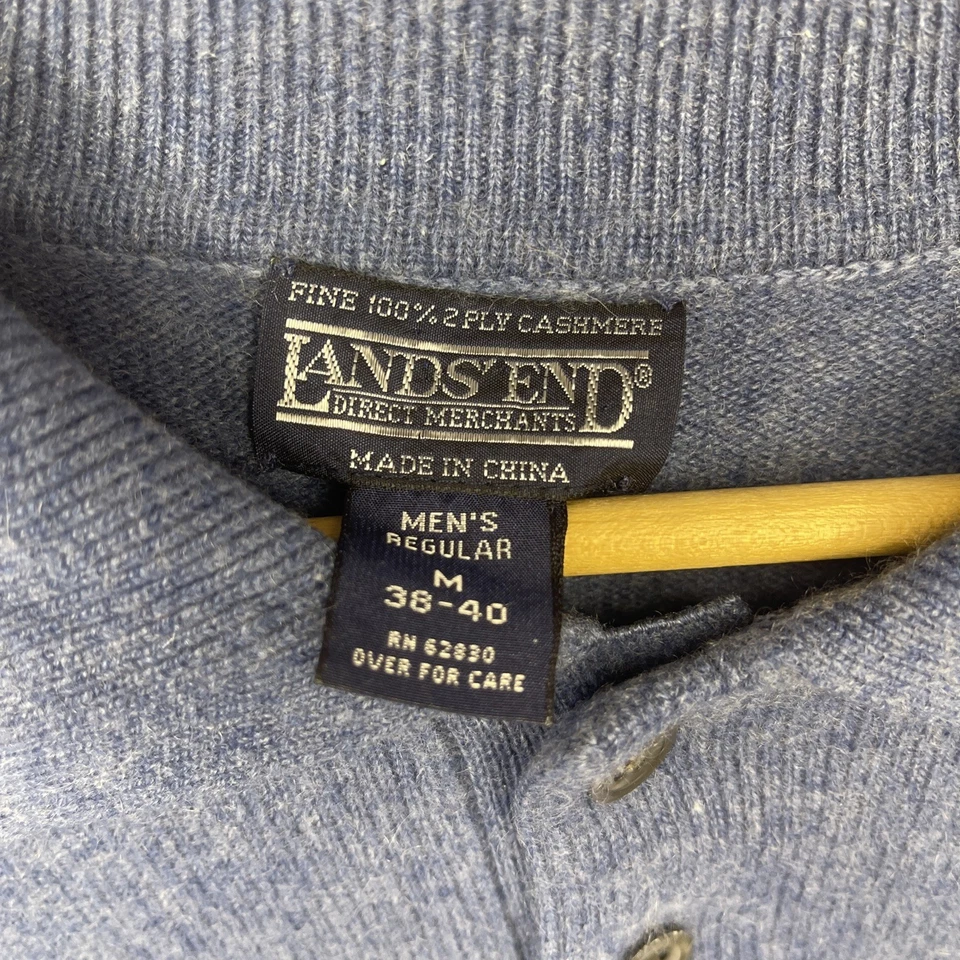 FINE 100% 2 PLY CASHMERE
LANDS' END®
DIRECT MERCHANTS
MADE IN CHINA
MEN'S
REGULAR
M
38-40
RN 62830
OVER FOR CARE